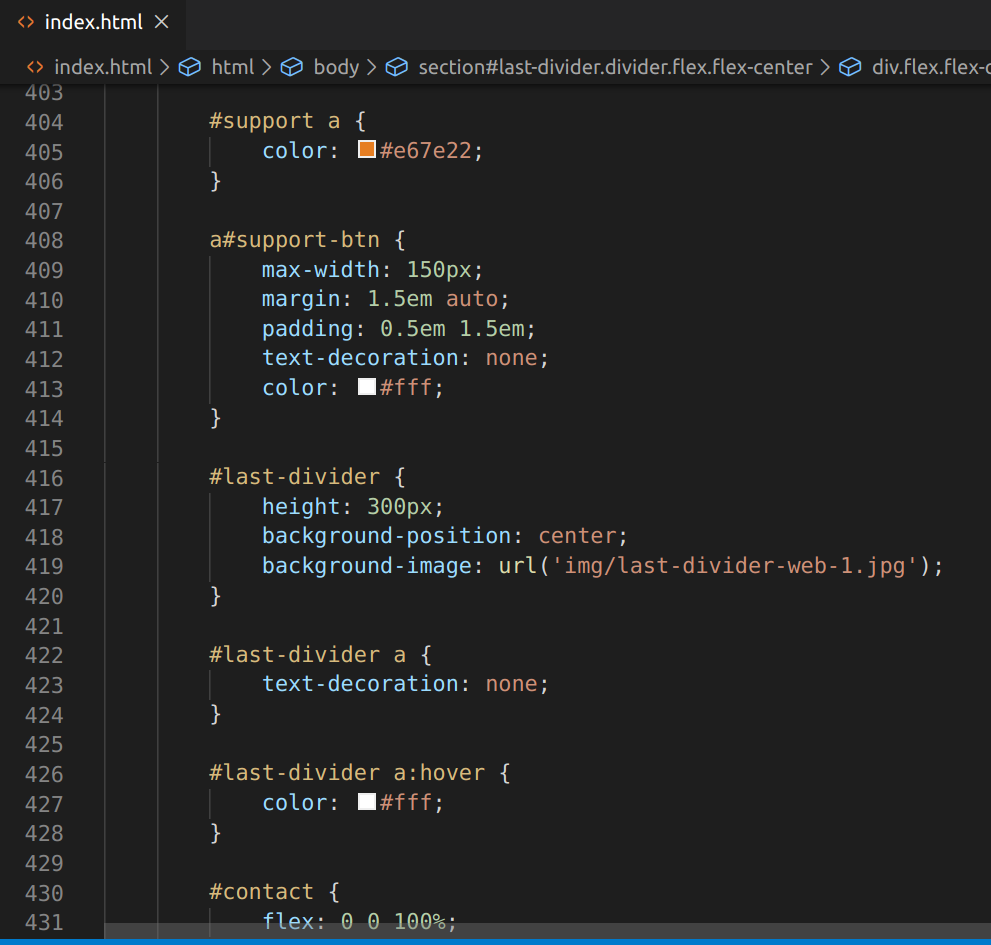 index.html
index.html > html > body > section#last-divider.divider.flex.flex-center > div.flex.flex-c
403
404 #support a {
405 color: #e67e22;
406 }
407
408 a#support-btn {
409 max-width: 150px;
410 margin: 1.5em auto;
411 padding: 0.5em 1.5em;
412 text-decoration: none;
413 color: #fff;
414 }
415
416 #last-divider {
417 height: 300px;
418 background-position: center;
419 background-image: url('img/last-divider-web-1.jpg');
420 }
421
422 #last-divider a {
423 text-decoration: none;
424 }
425
426 #last-divider a:hover {
427 color: #fff;
428 }
429
430 #contact {
431 flex: 0 0 100%;